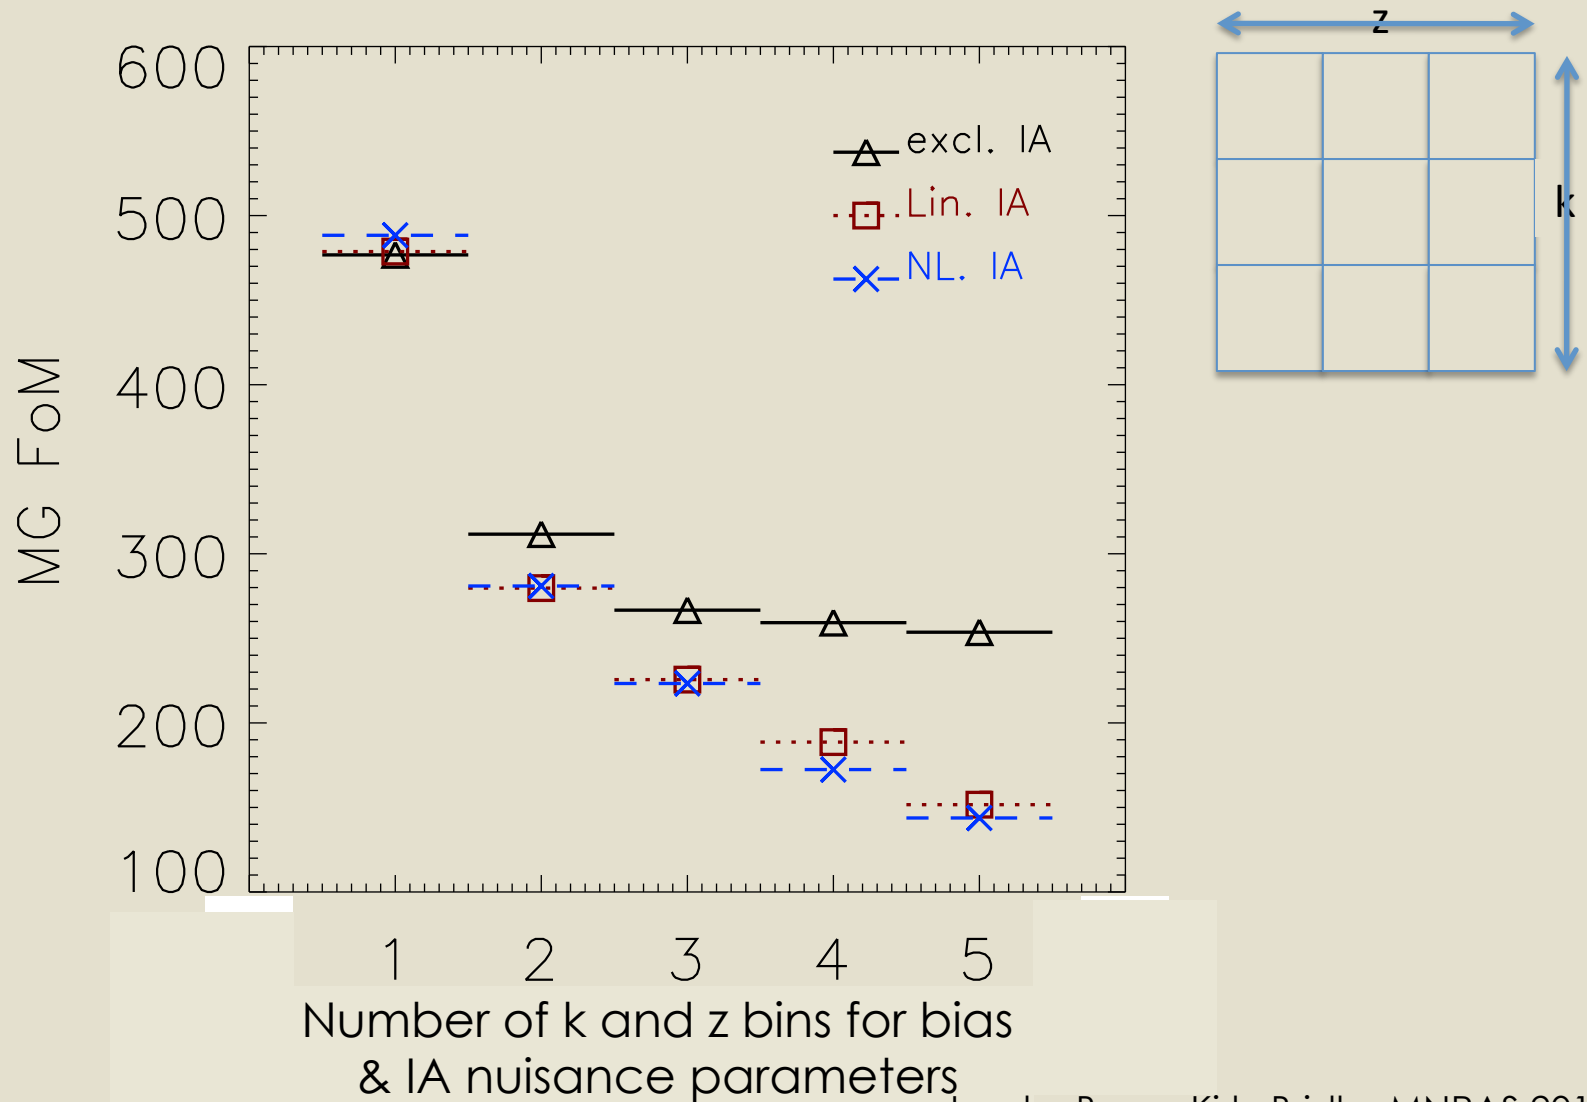 z
600
500
400
300
200
100
MG FoM
excl. IA
Lin. IA
NL. IA
k
1 2 3 4 5
Number of k and z bins for bias
& IA nuisance parameters
MNRAS